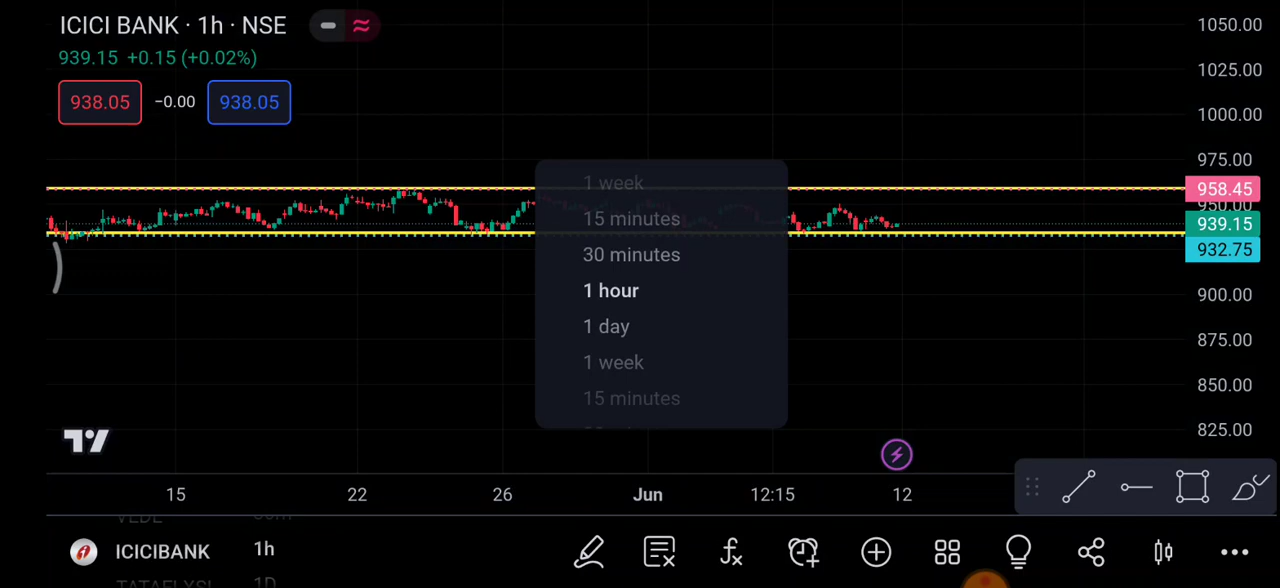 ICICI BANK · 1h · NSE
939.15 +0.15 (+0.02%)
938.05 −0.00 938.05
1050.00
1025.00
1000.00
975.00
958.45
950.00
939.15
932.75
900.00
875.00
850.00
825.00
1 week
15 minutes
30 minutes
1 hour
1 day
1 week
15 minutes
15 22 26 Jun 12:15 12
ICICIBANK 1h